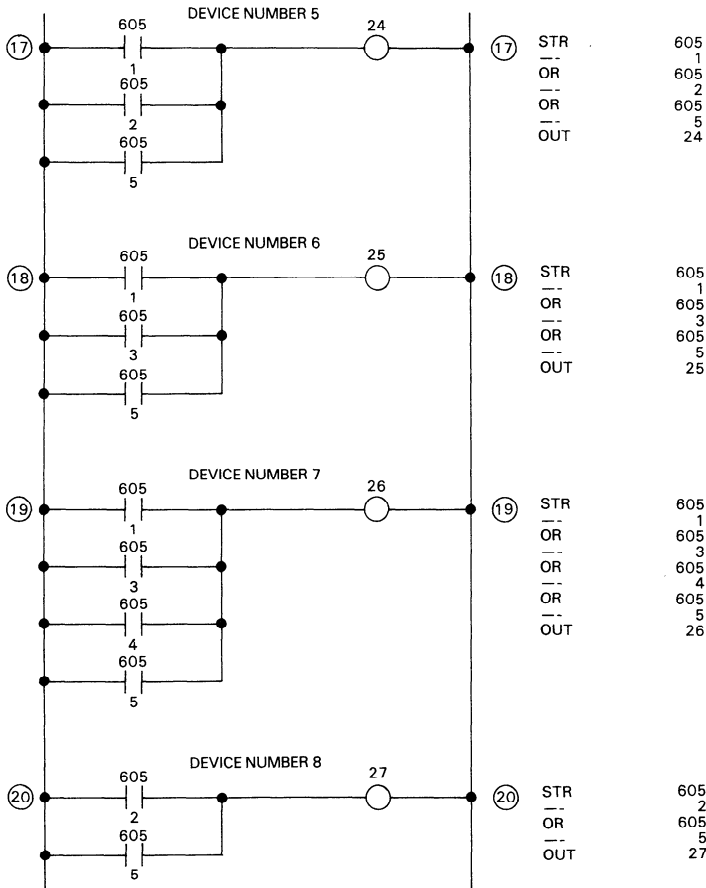 DEVICE NUMBER 5
605
24
17
1
605
2
605
5
17
STR 605
—- 1
OR 605
—- 2
OR 605
—- 5
OUT 24
DEVICE NUMBER 6
605
25
18
1
605
3
605
5
18
STR 605
—- 1
OR 605
—- 3
OR 605
—- 5
OUT 25
DEVICE NUMBER 7
605
26
19
1
605
3
605
4
605
5
19
STR 605
—- 1
OR 605
—- 3
OR 605
—- 4
OR 605
—- 5
OUT 26
DEVICE NUMBER 8
605
27
20
2
605
5
20
STR 605
—- 2
OR 605
—- 5
OUT 27